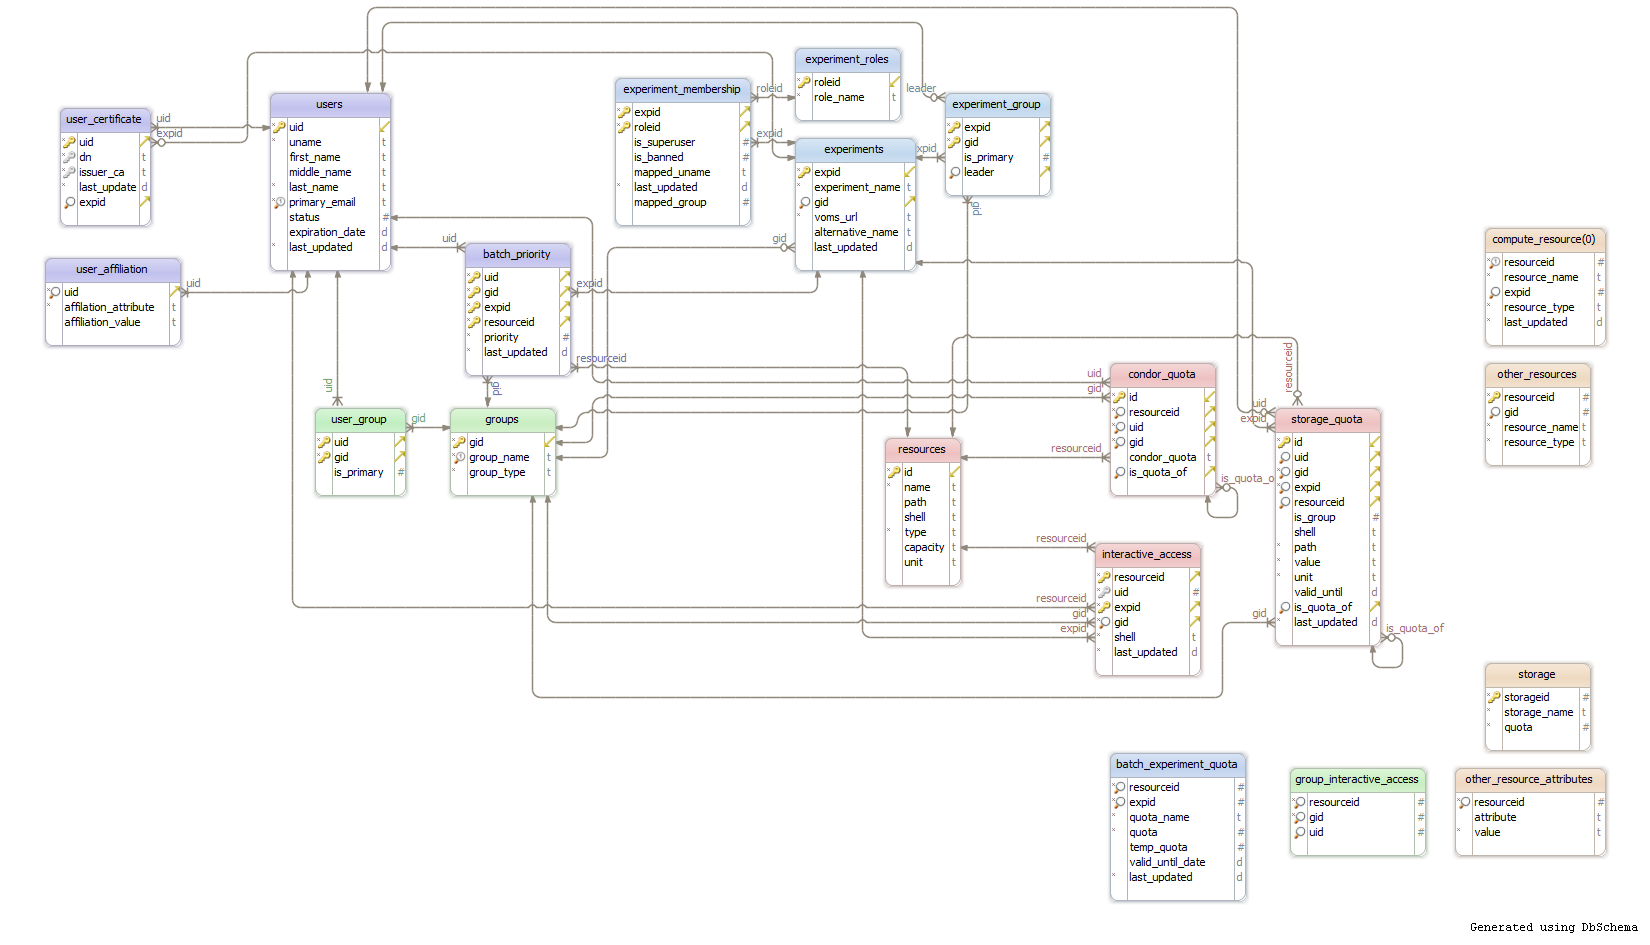 experiment_roles
roleid
role_name t
experiment_membership
expid
roleid
is_superuser #
is_banned #
mapped_uname t
last_updated d
mapped_group #
roleid
expid
leader
experiment_group
expid
gid
is_primary #
leader
gid
users
uid
uname t
first_name t
middle_name t
last_name t
primary_email t
status #
expiration_date d
last_updated d
user_certificate
uid
dn t
issuer_ca t
last_update d
expid
uid
expid
experiments
expid
experiment_name t
gid
voms_url t
alternative_name t
last_updated d
xpid
gid
user_affiliation
uid
affilation_attribute t
affiliation_value t
uid
uid
batch_priority
uid
gid
expid
resourceid
priority #
last_updated d
expid
resourceid
gid
compute_resource(0)
resourceid #
resource_name t
expid #
resource_type t
last_updated d
other_resources
resourceid #
gid #
resource_name t
resource_type t
uid
user_group
uid
gid
is_primary #
gid
groups
gid
group_name t
group_type t
resources
id
name t
path t
shell t
type t
capacity t
unit t
uid
gid
resourceid
condor_quota
id
resourceid
uid
gid
condor_quota t
is_quota_of
is_quota_o
resourceid
uid
expid
gid
storage_quota
id
uid
gid
expid
resourceid
is_group #
shell t
path t
value t
unit t
valid_until d
is_quota_of
last_updated d
is_quota_of
resourceid
resourceid
gid
expid
interactive_access
resourceid
uid #
expid
gid
shell t
last_updated d
storage
storageid #
storage_name t
quota #
batch_experiment_quota
resourceid #
expid #
quota_name t
quota #
temp_quota #
valid_until_date d
last_updated d
group_interactive_access
resourceid #
gid #
uid #
other_resource_attributes
resourceid #
attribute t
value t
Generated using DbSchema